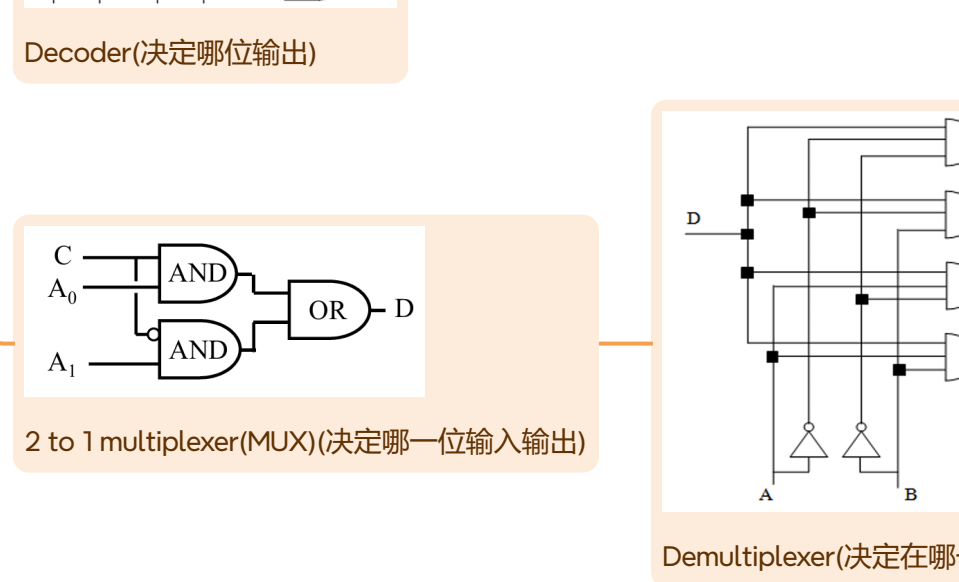 Decoder(决定哪位输出)
C
A0
AND
AND
A1
OR
D
2 to 1 multiplexer(MUX)(决定哪一位输入输出)
D
A
B
Demultiplexer(决定在哪